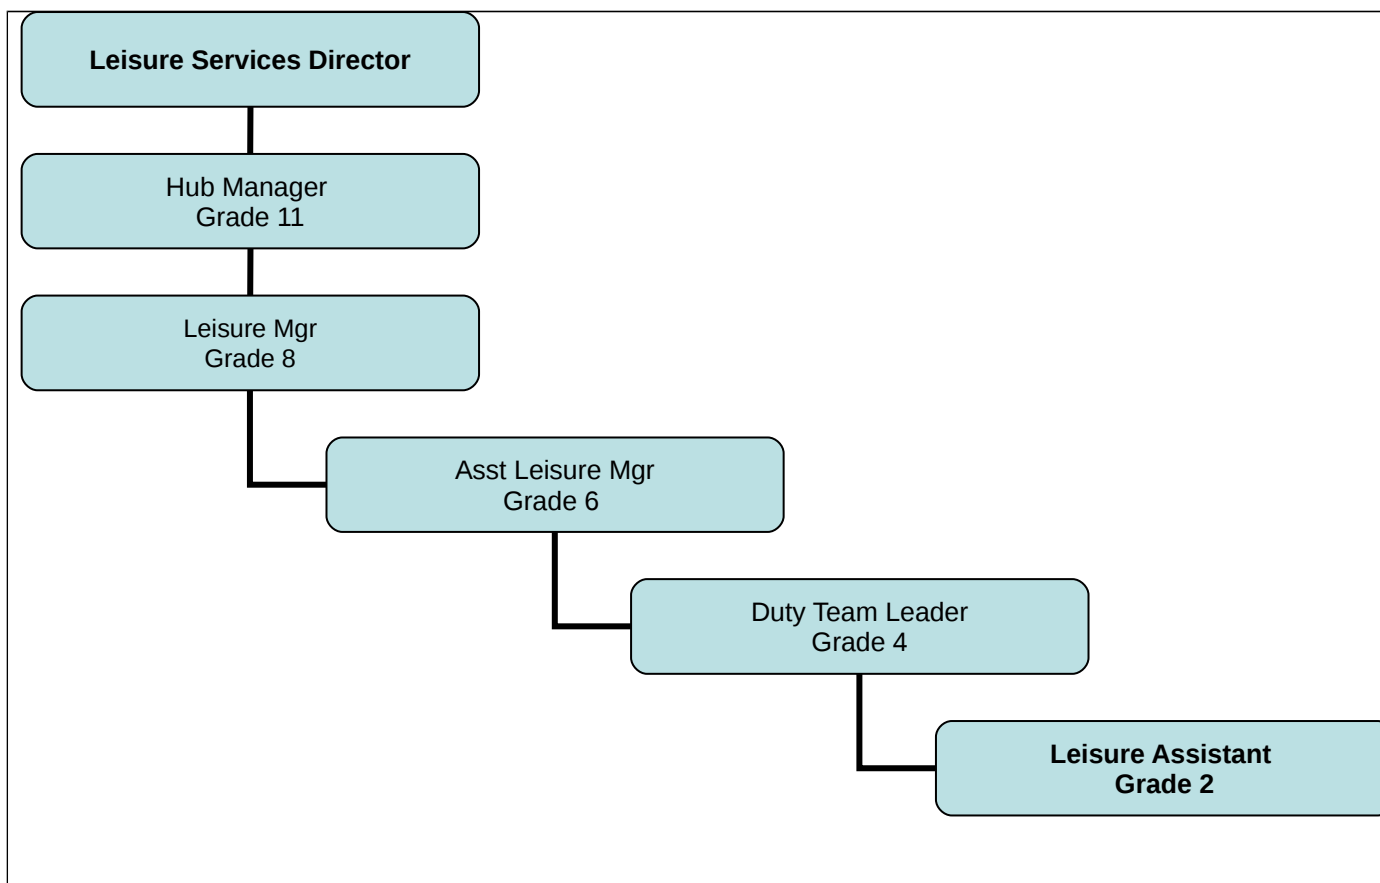 Leisure Services Director
Hub Manager
Grade 11
Leisure Mgr
Grade 8
Asst Leisure Mgr
Grade 6
Duty Team Leader
Grade 4
Leisure Assistant
Grade 2